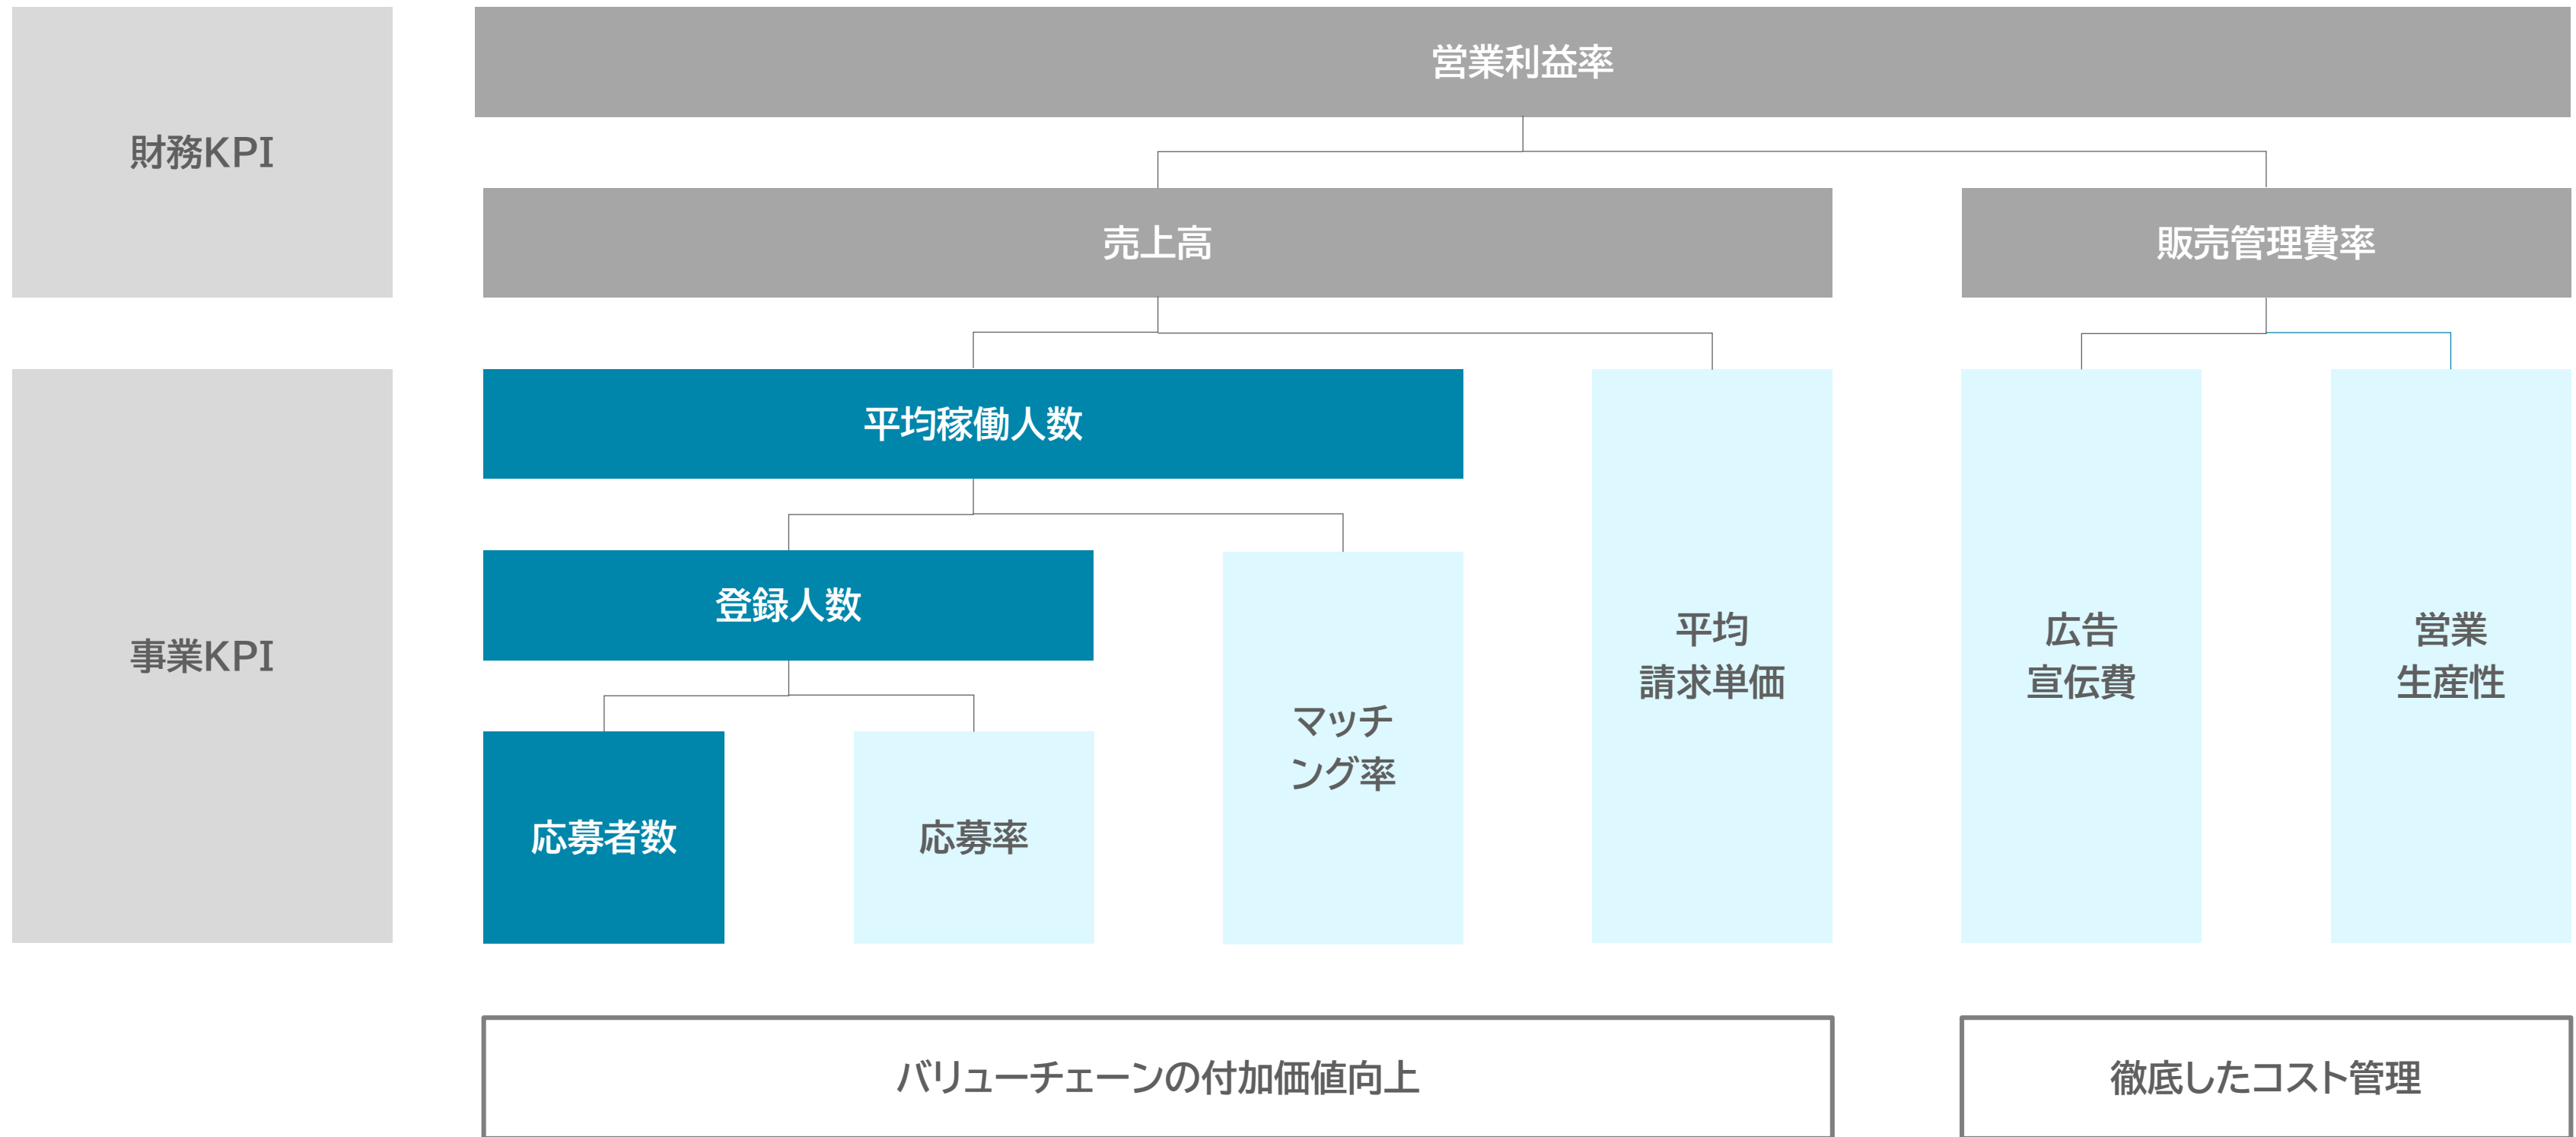 営業利益率
財務KPI
売上高
販売管理費率
事業KPI
平均稼働人数
登録人数
応募者数
応募率
マッチ
ング率
平均
請求単価
広告
宣伝費
営業
生産性
バリューチェーンの付加価値向上
徹底したコスト管理